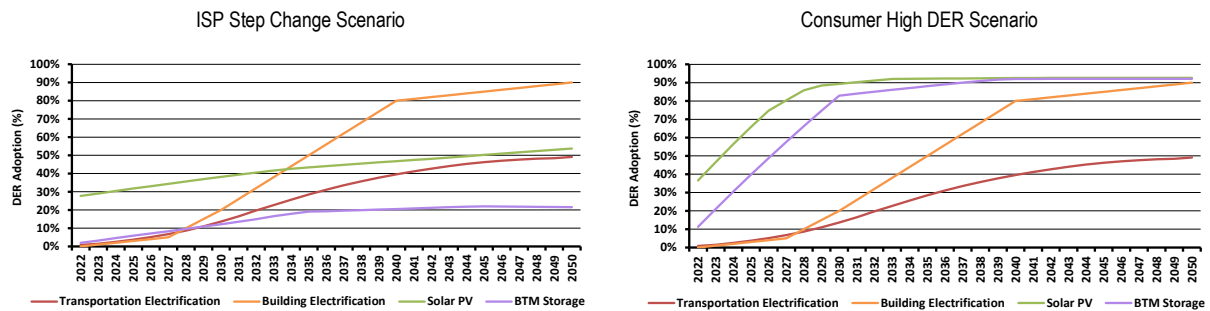 ISP Step Change Scenario
DER Adoption (%)
100%
90%
80%
70%
60%
50%
40%
30%
20%
10%
0%
2022 2023 2024 2025 2026 2027 2028 2029 2030 2031 2032 2033 2034 2035 2036 2037 2038 2039 2040 2041 2042 2043 2044 2045 2046 2047 2048 2049 2050
Transportation Electrification Building Electrification Solar PV BTM Storage
Consumer High DER Scenario
DER Adoption (%)
100%
90%
80%
70%
60%
50%
40%
30%
20%
10%
0%
2022 2023 2024 2025 2026 2027 2028 2029 2030 2031 2032 2033 2034 2035 2036 2037 2038 2039 2040 2041 2042 2043 2044 2045 2046 2047 2048 2049 2050
Transportation Electrification Building Electrification Solar PV BTM Storage